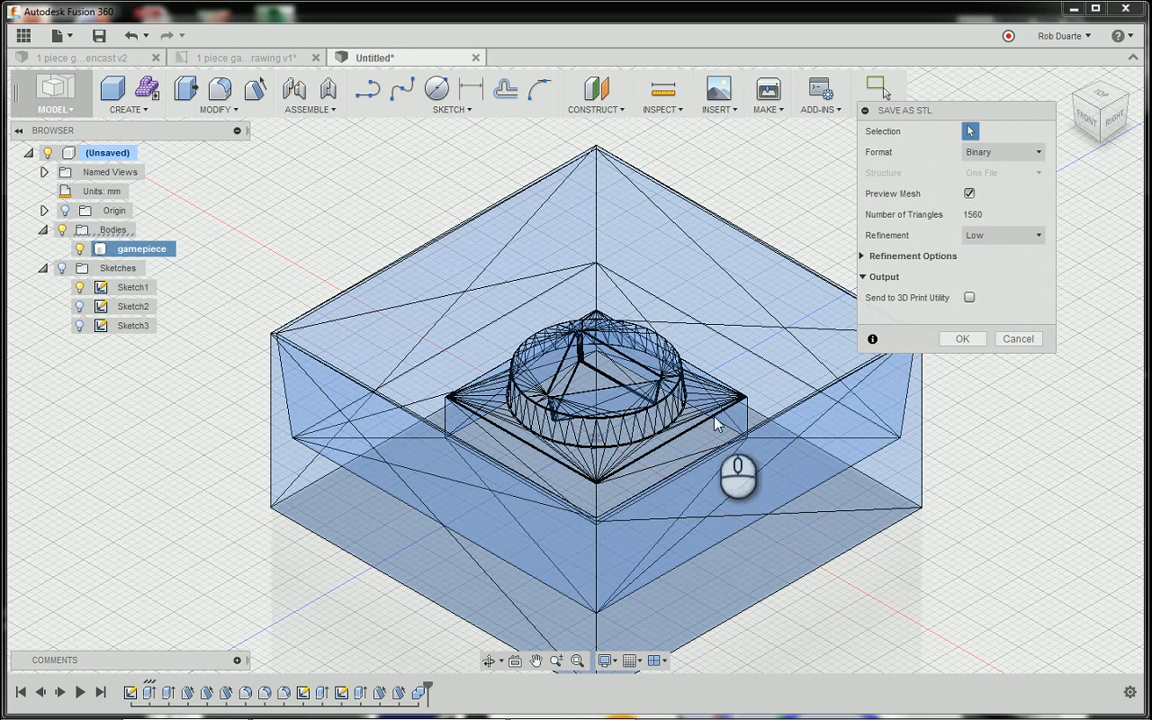 Autodesk Fusion 360
Rob Duarte
1 piece g...encast v2
1 piece ga...rawing v1*
Untitled*
MODEL
CREATE
MODIFY
ASSEMBLE
SKETCH
CONSTRUCT
INSPECT
INSERT
MAKE
ADD-INS
BROWSER
(Unsaved)
Named Views
Units: mm
Origin
Bodies
gamepiece
Sketches
Sketch1
Sketch2
Sketch3
SAVE AS STL
Selection
Format Binary
Structure One File
Preview Mesh
Number of Triangles 1560
Refinement Low
Refinement Options
Output
Send to 3D Print Utility
OK Cancel
TOP
FRONT RIGHT
COMMENTS